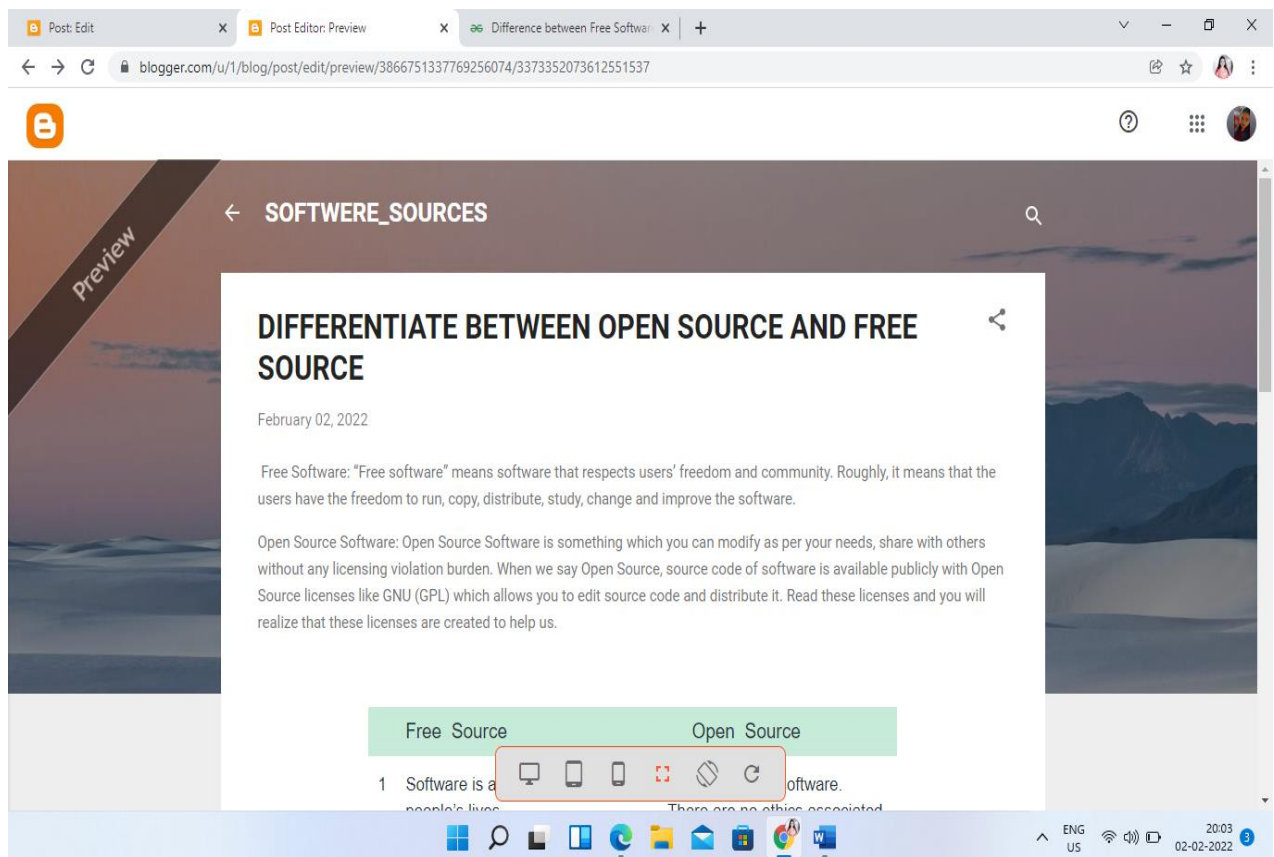 Post: Edit
Post Editor: Preview
Difference between Free Softwar
blogger.com/u/1/blog/post/edit/preview/3866751337769256074/3373352073612551537
Preview
SOFTWERE_SOURCES
DIFFERENTIATE BETWEEN OPEN SOURCE AND FREE
SOURCE
February 02, 2022
Free Software: “Free software” means software that respects users’ freedom and community. Roughly, it means that the
users have the freedom to run, copy, distribute, study, change and improve the software.
Open Source Software: Open Source Software is something which you can modify as per your needs, share with others
without any licensing violation burden. When we say Open Source, source code of software is available publicly with Open
Source licenses like GNU (GPL) which allows you to edit source code and distribute it. Read these licenses and you will
realize that these licenses are created to help us.
Free Source Open Source
1 Software is a oftware.
people’s lives There are no ethics associated
ENG 20:03
US 02-02-2022 3